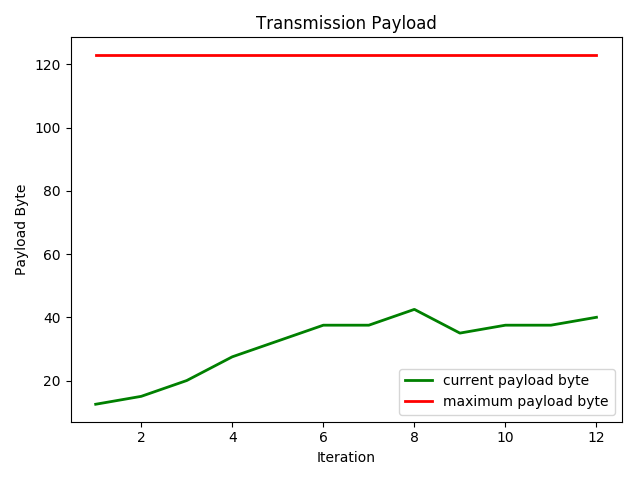 Transmission Payload
120
100
80
60
40
20
Payload Byte
2 4 6 8 10 12
Iteration
current payload byte
maximum payload byte